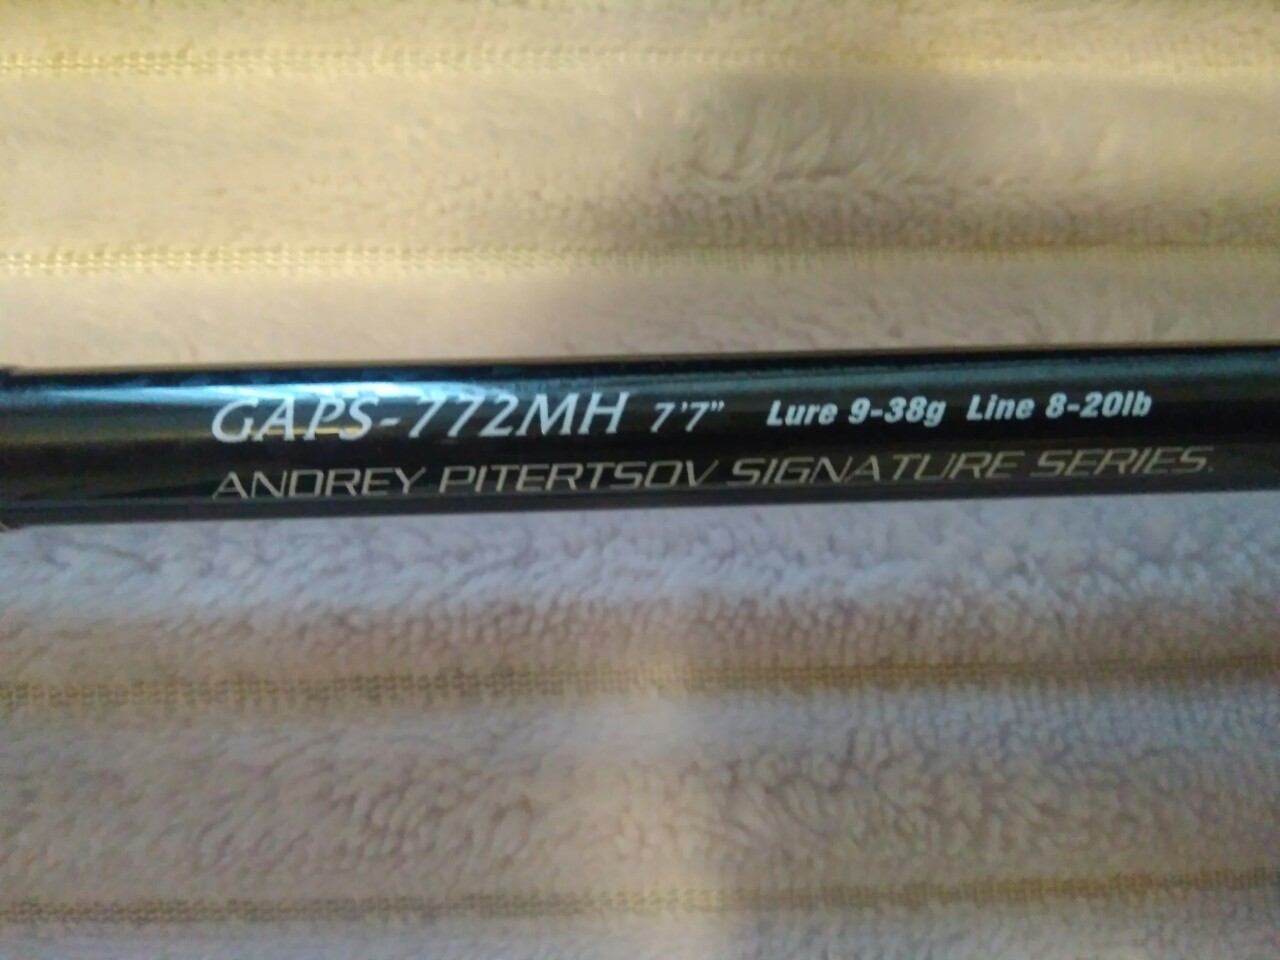 GAPS-772MH 7'7" Lure 9-38g Line 8-20lb
ANDREY PITERTSOV SIGNATURE SERIES.